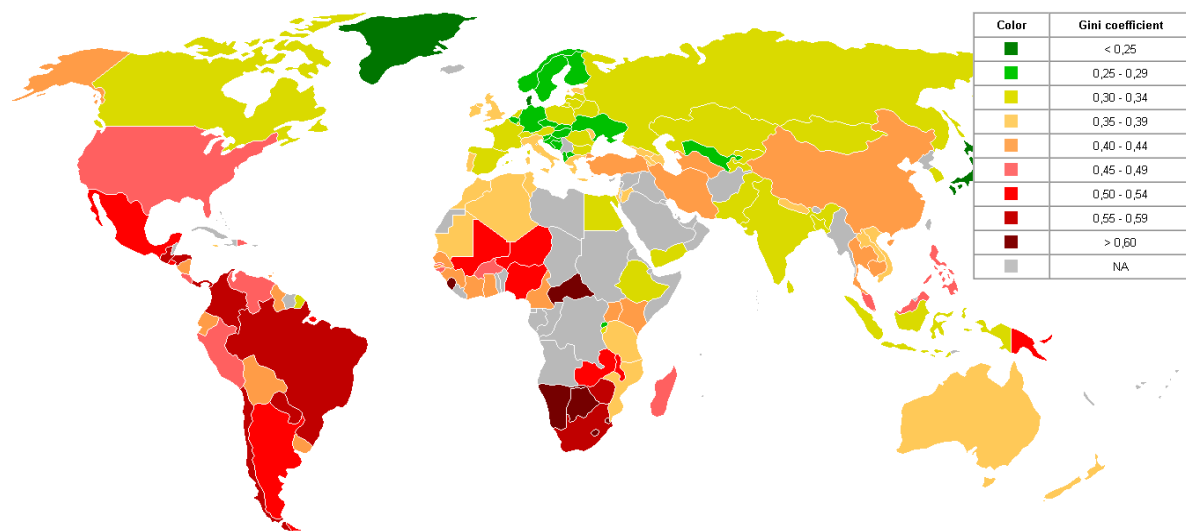 Color Gini coefficient
< 0,25
0,25 - 0,29
0,30 - 0,34
0,35 - 0,39
0,40 - 0,44
0,45 - 0,49
0,50 - 0,54
0,55 - 0,59
> 0,60
NA